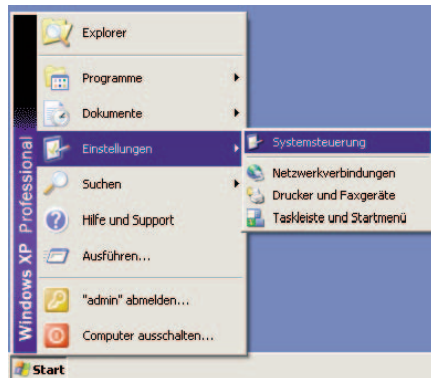 Explorer
Programme
Dokumente
Einstellungen
Suchen
Hilfe und Support
Ausführen...
"admin" abmelden...
Computer ausschalten...
Windows XP Professional
Systemsteuerung
Netzwerkverbindungen
Drucker und Faxgeräte
Taskleiste und Startmenü
Start